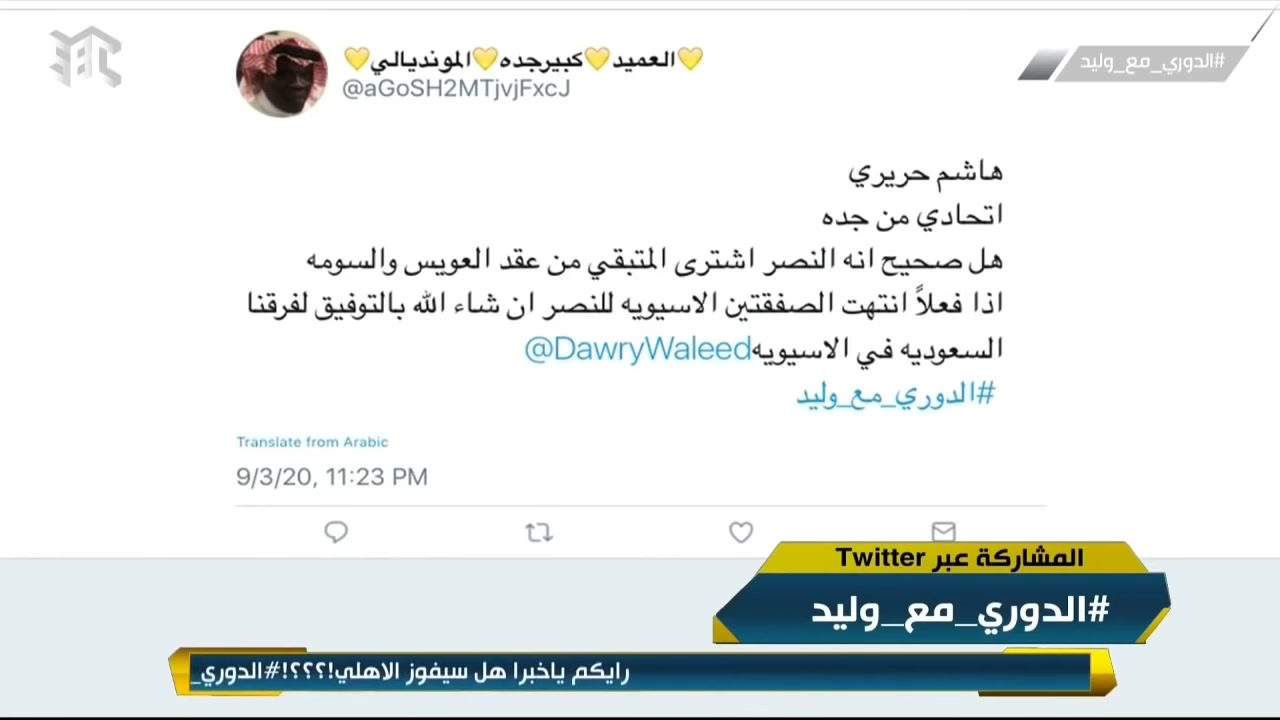 #الدوري_مع_وليد
💛العميد💛كبيرجده💛المونديالي💛
@aGoSH2MTjvjFxcJ
هاشم حريري
اتحادي من جده
هل صحيح انه النصر اشترى المتبقي من عقد العويس والسومه
اذا فعلاً انتهت الصفقتين الاسيويه للنصر ان شاء الله بالتوفيق لفرقنا
السعوديه في الاسيويه@DawryWaleed
#الدوري_مع_وليد
Translate from Arabic
9/3/20, 11:23 PM
المشاركة عبر Twitter
#الدوري_مع_وليد
رايكم ياخبرا هل سيفوز الاهلي!؟؟؟!#الدوري_